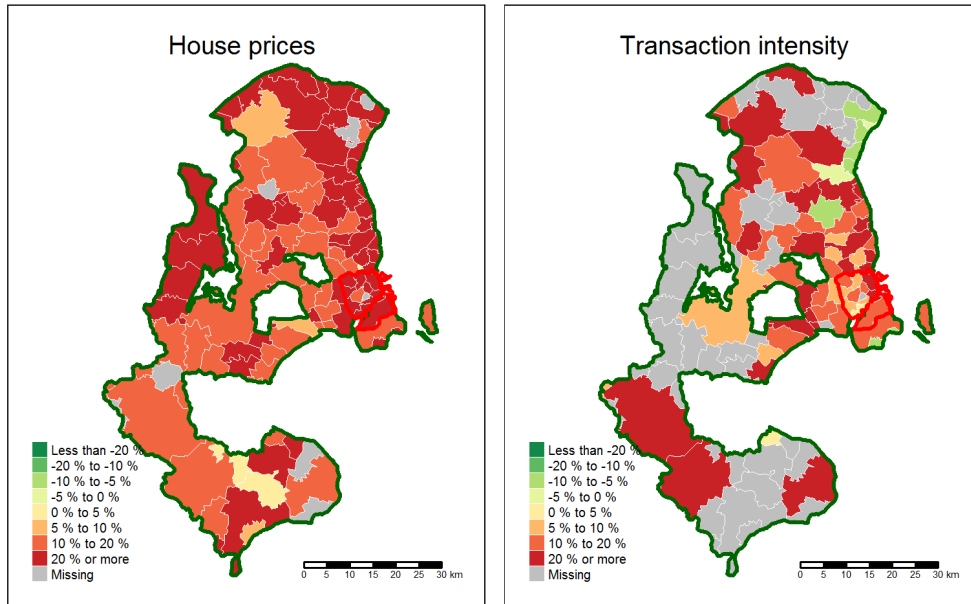 House prices
Less than -20 %
-20 % to -10 %
-10 % to -5 %
-5 % to 0 %
0 % to 5 %
5 % to 10 %
10 % to 20 %
20 % or more
Missing
0 5 10 15 20 25 30 km
Transaction intensity
Less than -20 %
-20 % to -10 %
-10 % to -5 %
-5 % to 0 %
0 % to 5 %
5 % to 10 %
10 % to 20 %
20 % or more
Missing
0 5 10 15 20 25 30 km